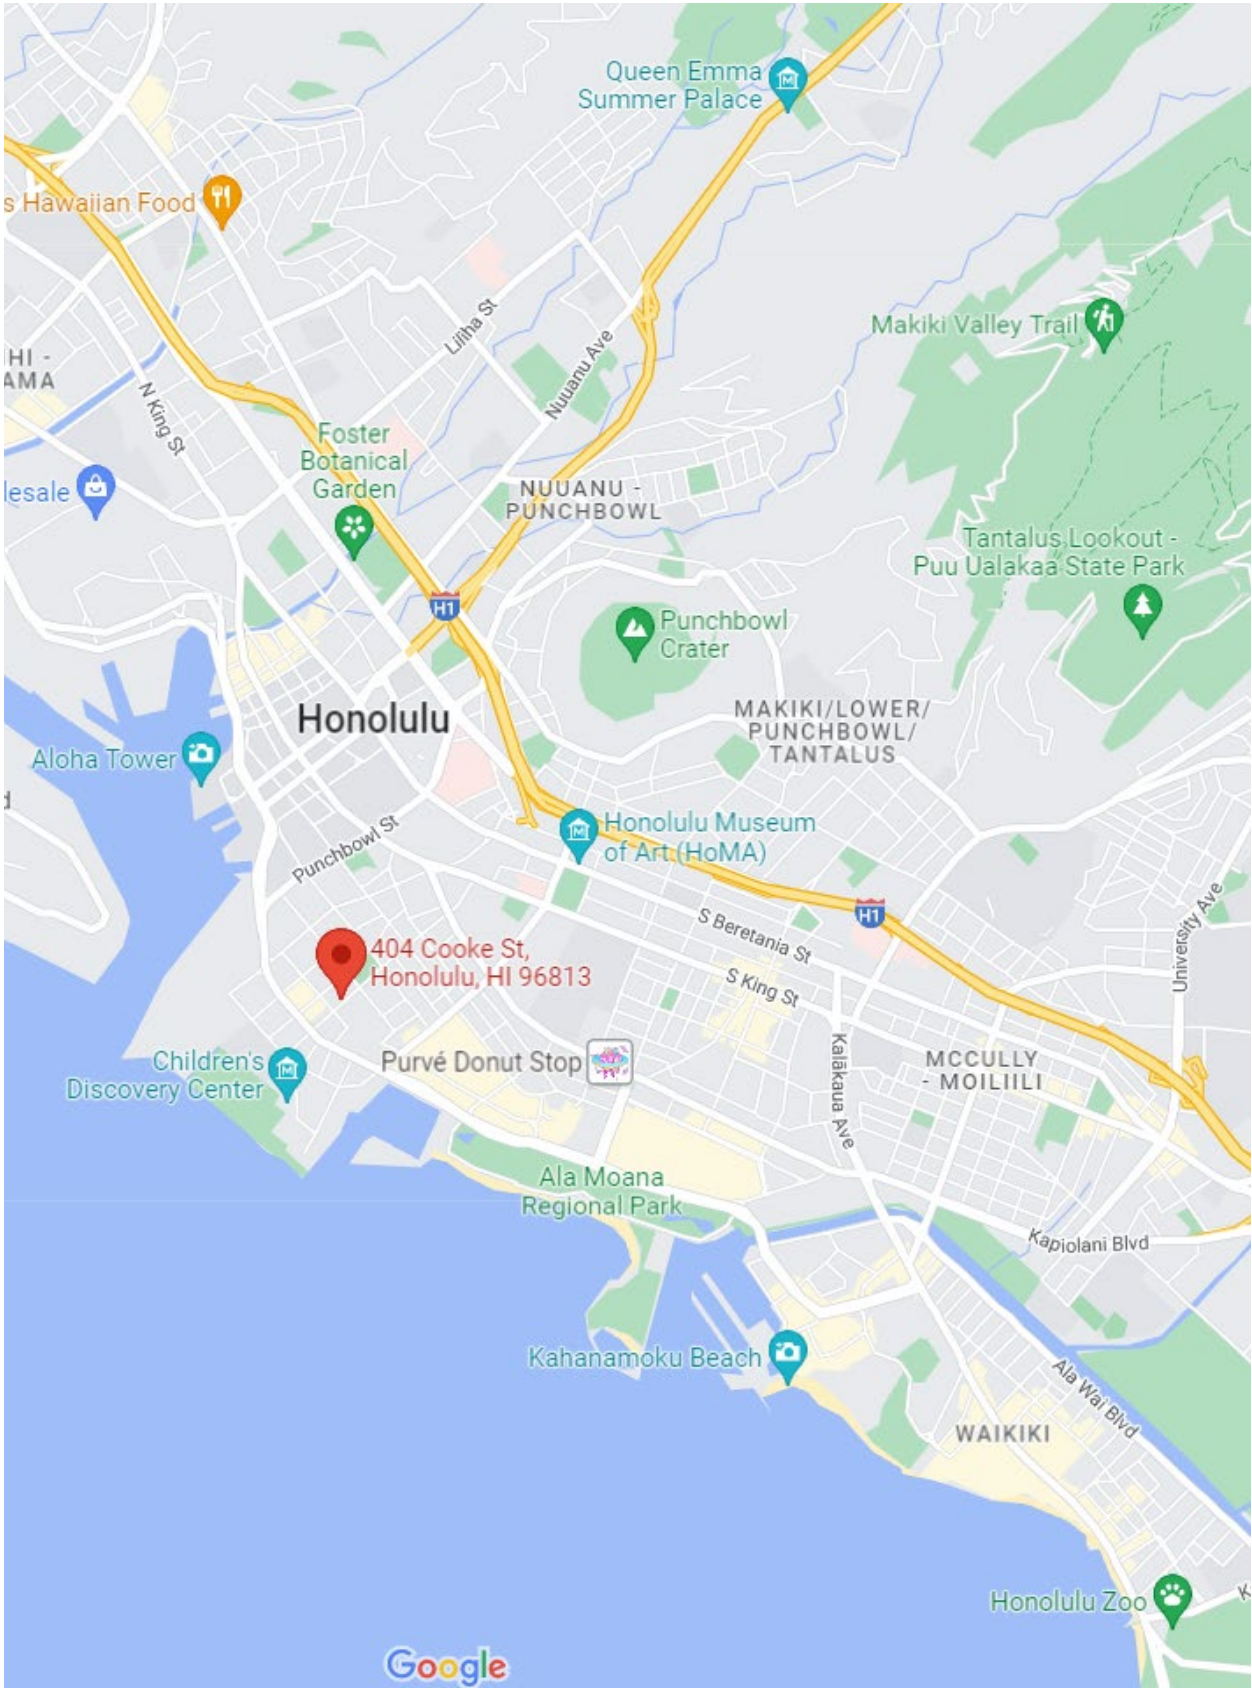 Queen Emma
Summer Palace
s Hawaiian Food
Makiki Valley Trail
Liliha St
Nuuanu Ave
HI -
AMA
N King St
Foster
Botanical
Garden
lesale
NUUANU -
PUNCHBOWL
Tantalus Lookout -
Puu Ualakaa State Park
H1
Punchbowl
Crater
Honolulu
MAKIKI/LOWER/
PUNCHBOWL/
TANTALUS
Aloha Tower
d
Punchbowl St
Honolulu Museum
of Art (HoMA)
H1
S Beretania St
University Ave
404 Cooke St,
Honolulu, HI 96813
S King St
Children's
Discovery Center
Purvé Donut Stop
Kalākaua Ave
MCCULLY
- MOILIILI
Ala Moana
Regional Park
Kapiolani Blvd
Kahanamoku Beach
Ala Wai Blvd
WAIKIKI
Honolulu Zoo
K
Google